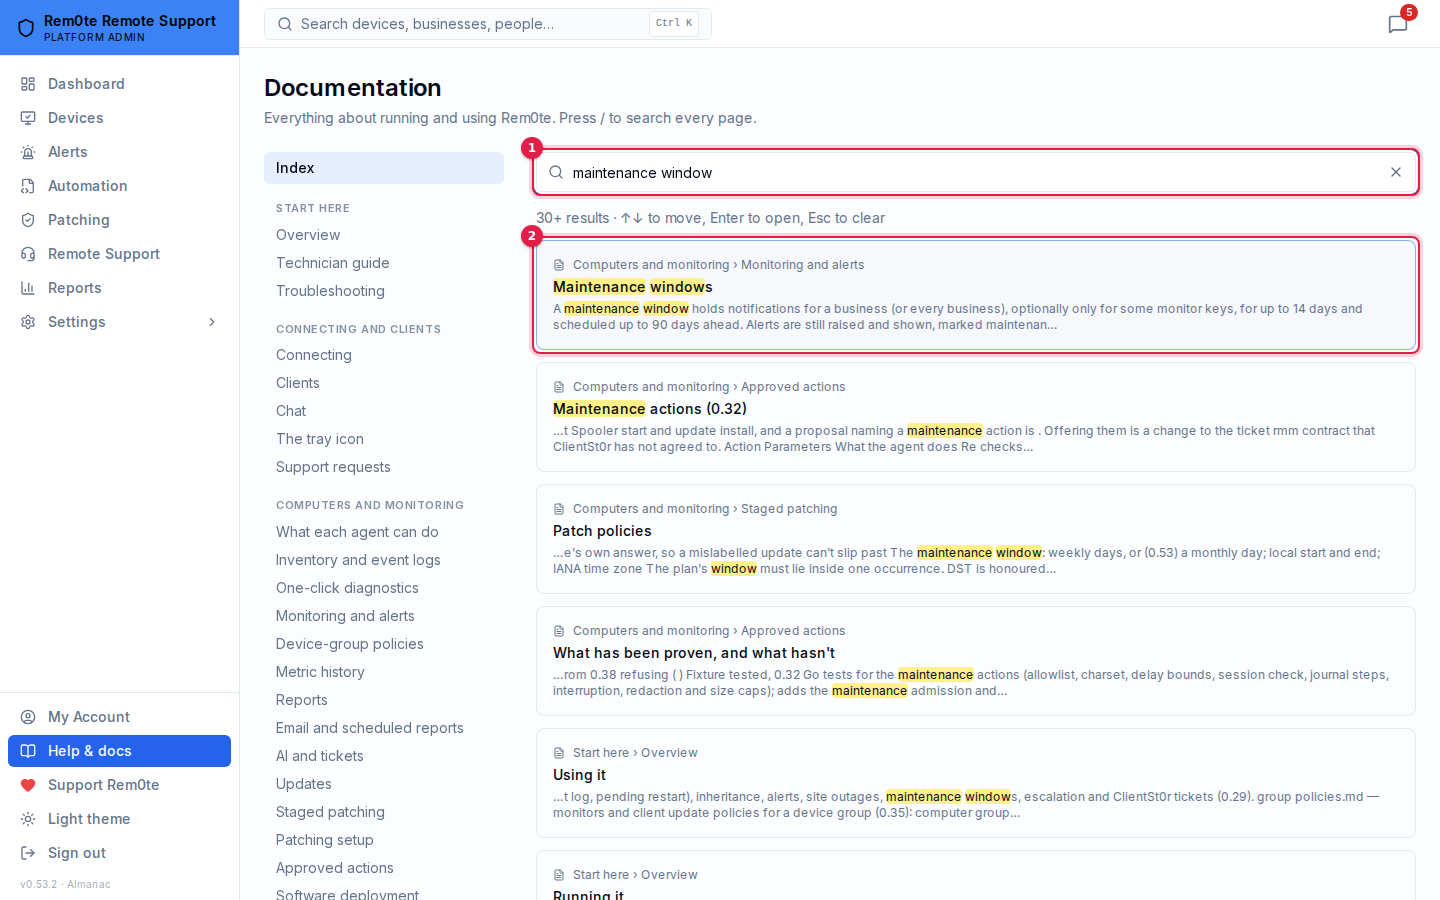 Rem0te Remote Support
PLATFORM ADMIN
Search devices, businesses, people…
Ctrl K
5
Dashboard
Devices
Alerts
Automation
Patching
Remote Support
Reports
Settings
My Account
Help & docs
Support Rem0te
Light theme
Sign out
v0.53.2 · Almanac
Documentation
Everything about running and using Rem0te. Press / to search every page.
Index
START HERE
Overview
Technician guide
Troubleshooting
CONNECTING AND CLIENTS
Connecting
Clients
Chat
The tray icon
Support requests
COMPUTERS AND MONITORING
What each agent can do
Inventory and event logs
One-click diagnostics
Monitoring and alerts
Device-group policies
Metric history
Reports
Email and scheduled reports
AI and tickets
Updates
Staged patching
Patching setup
Approved actions
Software deployment
1
maintenance window
30+ results · ↑↓ to move, Enter to open, Esc to clear
2
Computers and monitoring › Monitoring and alerts
Maintenance windows
A maintenance window holds notifications for a business (or every business), optionally only for some monitor keys, for up to 14 days and
scheduled up to 90 days ahead. Alerts are still raised and shown, marked maintenan…
Computers and monitoring › Approved actions
Maintenance actions (0.32)
…t Spooler start and update install, and a proposal naming a maintenance action is . Offering them is a change to the ticket rmm contract that
ClientSt0r has not agreed to. Action Parameters What the agent does Re checks…
Computers and monitoring › Staged patching
Patch policies
…e's own answer, so a mislabelled update can't slip past The maintenance window: weekly days, or (0.53) a monthly day; local start and end;
IANA time zone The plan's window must lie inside one occurrence. DST is honoured…
Computers and monitoring › Approved actions
What has been proven, and what hasn't
…rom 0.38 refusing ( ) Fixture tested, 0.32 Go tests for the maintenance actions (allowlist, charset, delay bounds, session check, journal steps,
interruption, redaction and size caps); adds the maintenance admission and…
Start here › Overview
Using it
…t log, pending restart), inheritance, alerts, site outages, maintenance windows, escalation and ClientSt0r tickets (0.29). group policies.md —
monitors and client update policies for a device group (0.35): computer group…
Start here › Overview
Running it